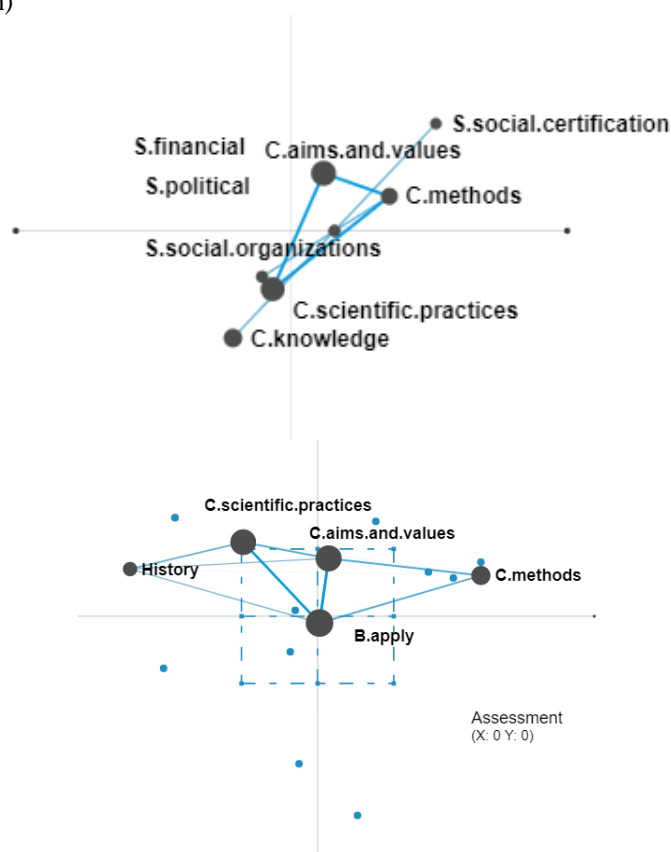 S.social.certification
S.financial
C.aims.and.values
S.political
C.methods
S.social.organizations
C.scientific.practices
C.knowledge
C.scientific.practices
C.aims.and.values
History
C.methods
B.apply
Assessment
(X: 0 Y: 0)